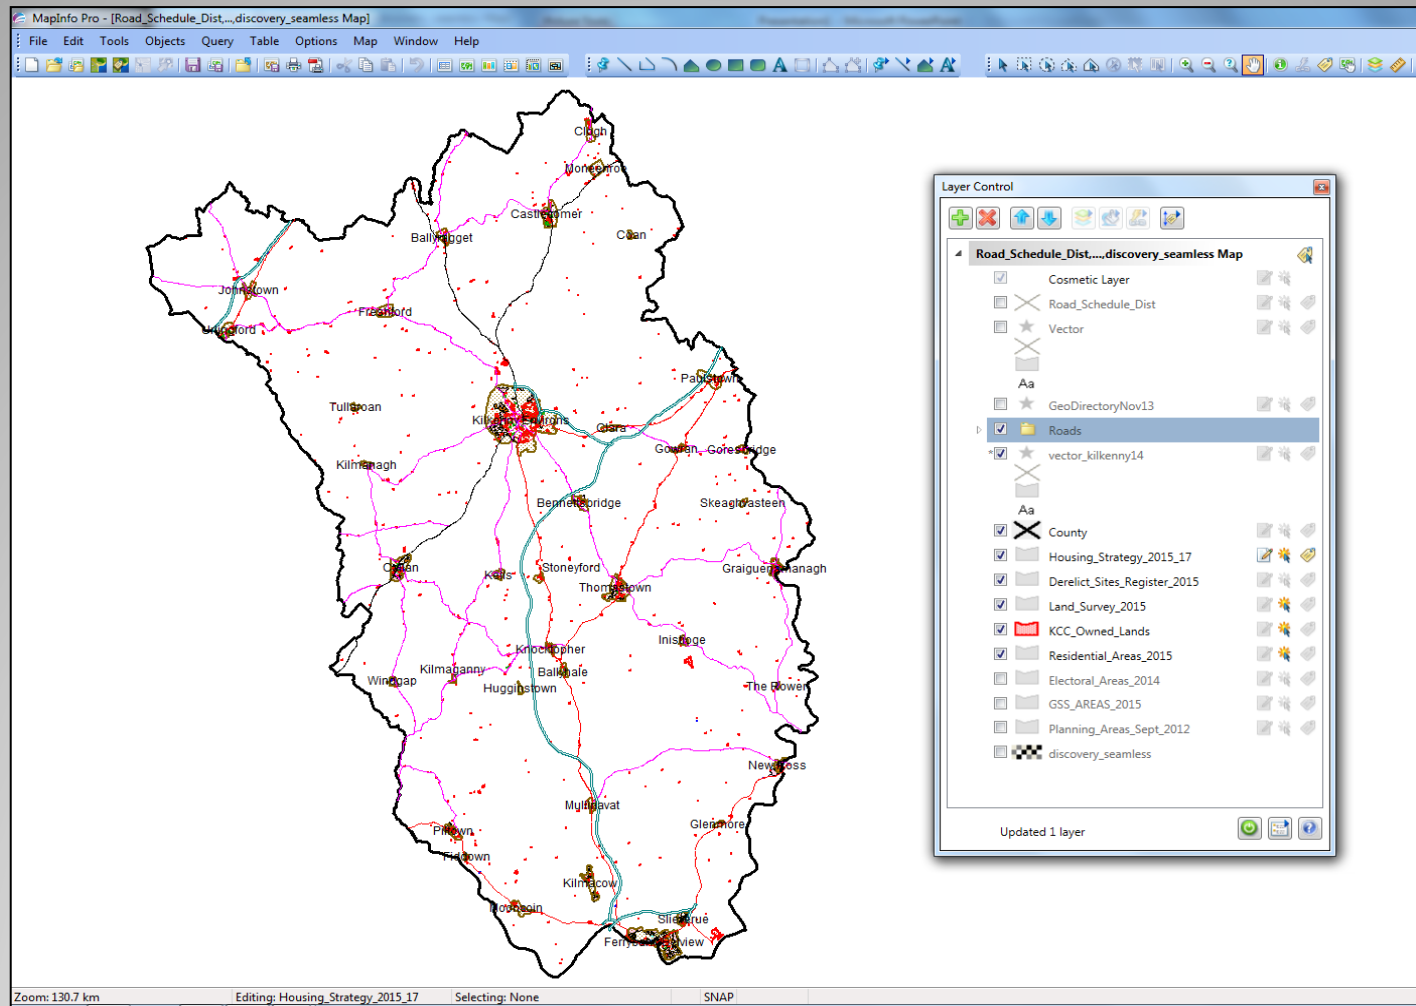 MapInfo Pro - [Road_Schedule_Dist,...,discovery_seamless Map]
File Edit Tools Objects Query Table Options Map Window Help
Clogh
Moneenroe
Castlecomer
Coan
Ballyragget
Johnstown
Freshford
Urlingford
Paulstown
Tullaroan
Kilkenny Environs
Clara
Gowran
Goresbridge
Kilmanagh
Bennettsbridge
Skeaghvasteen
Callan
Kells
Stoneyford
Graiguenamanagh
Thomastown
Inistioge
Knocktopher
Kilmaganny
Ballyhale
Windgap
Hugginstown
The Rower
New Ross
Mullinavat
Glenmore
Piltown
Fiddown
Kilmacow
Mooncoin
Slieverue
Layer Control
Road_Schedule_Dist,...,discovery_seamless Map
Cosmetic Layer
Road_Schedule_Dist
Vector
Aa
GeoDirectoryNov13
Roads
vector_kilkenny14
Aa
County
Housing_Strategy_2015_17
Derelict_Sites_Register_2015
Land_Survey_2015
KCC_Owned_Lands
Residential_Areas_2015
Electoral_Areas_2014
GSS_AREAS_2015
Planning_Areas_Sept_2012
discovery_seamless
Updated 1 layer
Zoom: 130.7 km Editing: Housing_Strategy_2015_17 Selecting: None SNAP